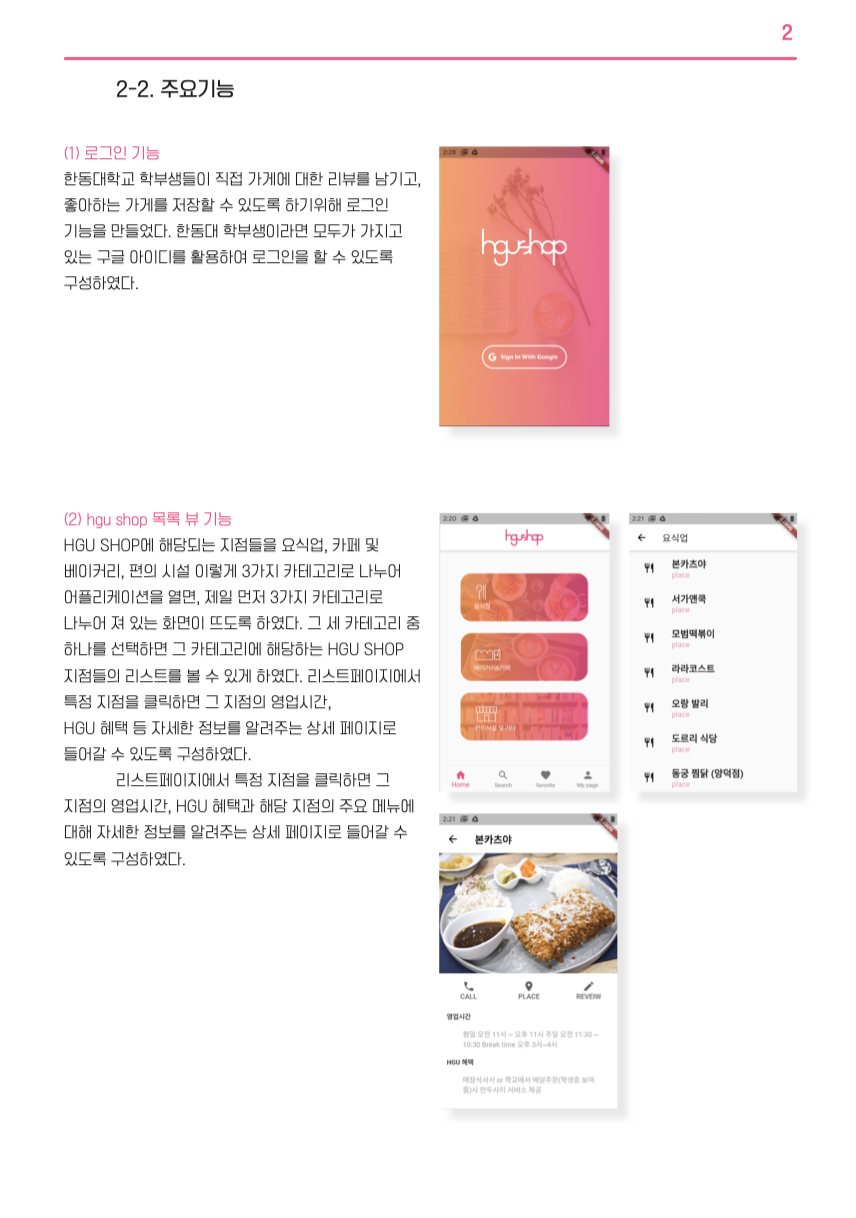 2
2-2. 주요기능
(1) 로그인 기능
한동대학교 학부생들이 직접 가게에 대한 리뷰를 남기고,
좋아하는 가게를 저장할 수 있도록 하기위해 로그인
기능을 만들었다. 한동대 학부생이라면 모두가 가지고
있는 구글 아이디를 활용하여 로그인을 할 수 있도록
구성하였다.
2:28
hgushop
G Sign In With Google
(2) hgu shop 목록 뷰 기능
HGU SHOP에 해당되는 지점들을 요식업, 카페 및
베이커리, 편의 시설 이렇게 3가지 카테고리로 나누어
어플리케이션을 열면, 제일 먼저 3가지 카테고리로
나누어 져 있는 화면이 뜨도록 하였다. 그 세 카테고리 중
하나를 선택하면 그 카테고리에 해당하는 HGU SHOP
지점들의 리스트를 볼 수 있게 하였다. 리스트페이지에서
특정 지점을 클릭하면 그 지점의 영업시간,
HGU 혜택 등 자세한 정보를 알려주는 상세 페이지로
들어갈 수 있도록 구성하였다.
리스트페이지에서 특정 지점을 클릭하면 그
지점의 영업시간, HGU 혜택과 해당 지점의 주요 메뉴에
대해 자세한 정보를 알려주는 상세 페이지로 들어갈 수
있도록 구성하였다.
2:20
hgushop
음식점
베이커리&카페
편의시설 및 기타
Home Search favorite My page
2:21
요식업
본카츠야
place
서가앤쿡
place
모범떡볶이
place
라라코스트
place
오랑 발리
place
도르리 식당
place
동궁 찜닭 (양덕점)
place
2:21
본카츠야
CALL PLACE REVEIW
영업시간
평일 오전 11시 ~ 오후 11시 주일 오전 11:30 ~
10:30 Break time 오후 3시~4시
HGU 혜택
매장식사시 or 학교에서 배달주문(학생증 보여
줌)시 만두사리 서비스 제공